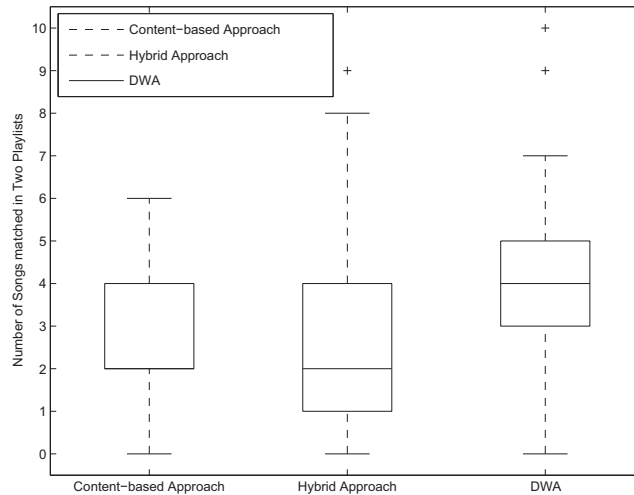 Content-based Approach
Hybrid Approach
DWA
Number of Songs matched in Two Playlists
10
9
8
7
6
5
4
3
2
1
0
Content-based Approach
Hybrid Approach
DWA